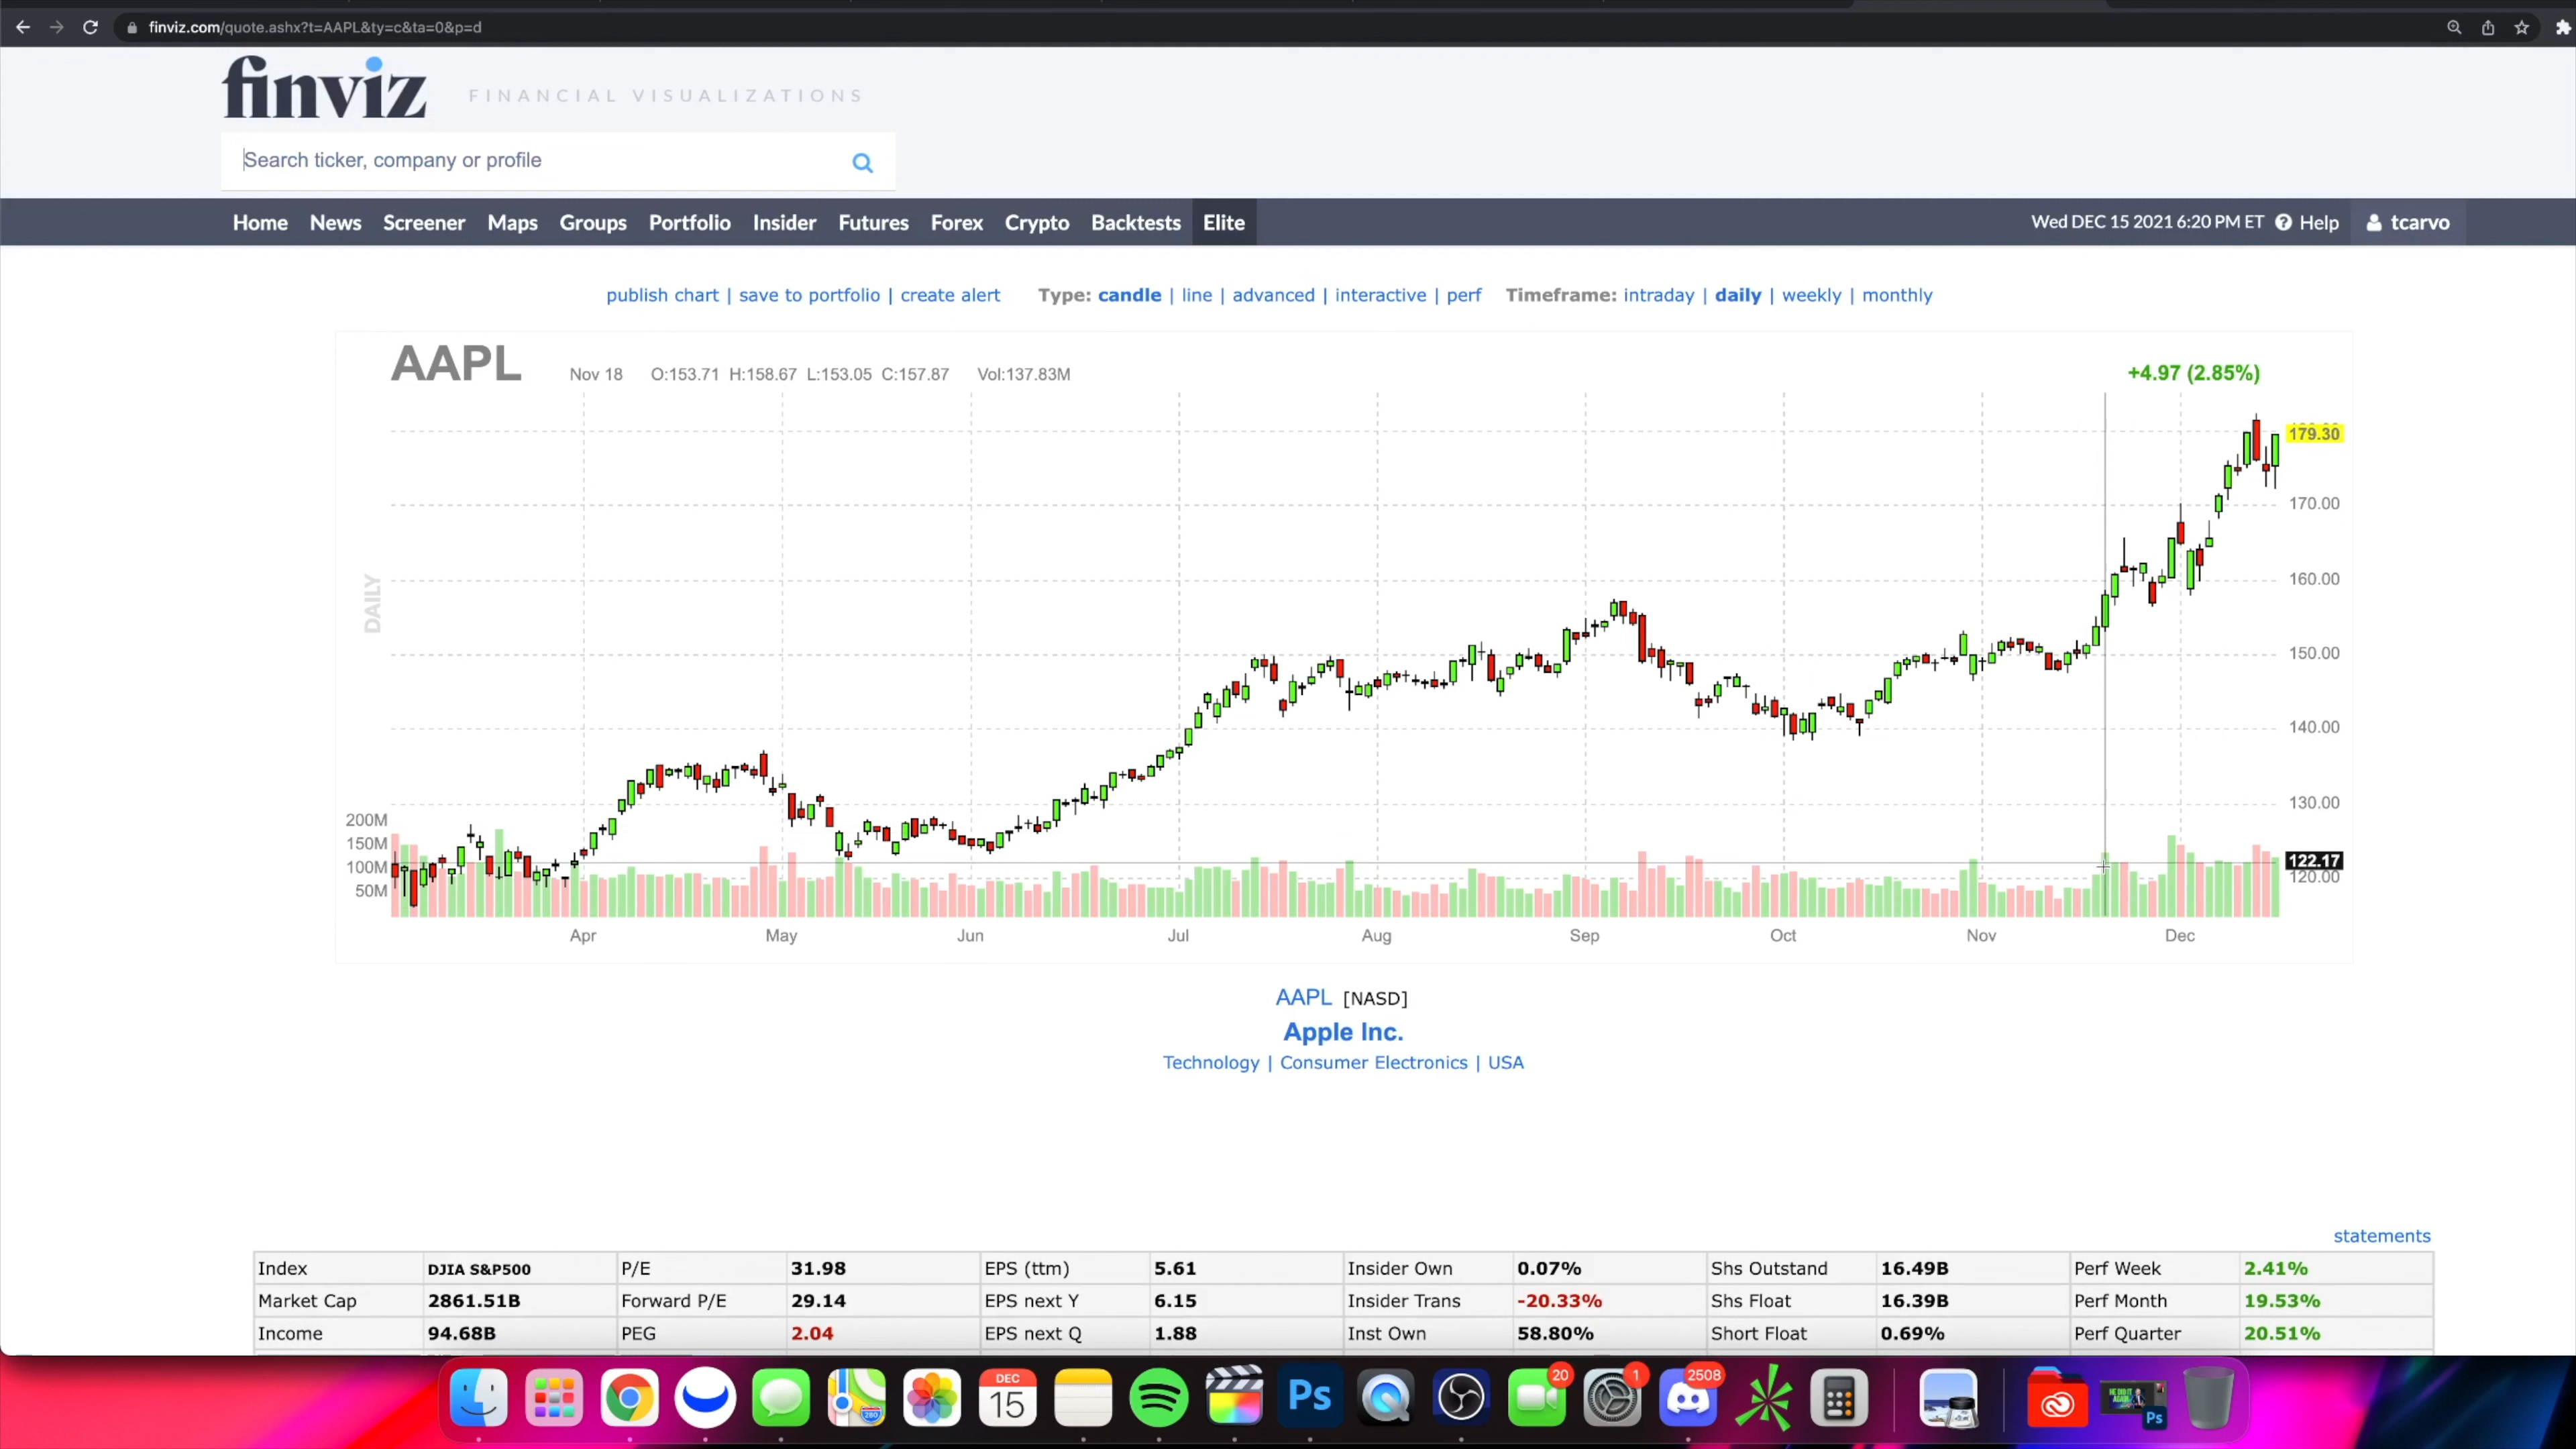 finviz.com/quote.ashx?t=AAPL&ty=c&ta=0&p=d
finviz FINANCIAL VISUALIZATIONS
Search ticker, company or profile
Home News Screener Maps Groups Portfolio Insider Futures Forex Crypto Backtests Elite Wed DEC 15 2021 6:20 PM ET ? Help tcarvo
publish chart | save to portfolio | create alert Type: candle | line | advanced | interactive | perf Timeframe: intraday | daily | weekly | monthly
AAPL Nov 18 O:153.71 H:158.67 L:153.05 C:157.87 Vol:137.83M +4.97 (2.85%)
179.30
170.00
DAILY
160.00
150.00
140.00
130.00
200M
150M
100M
122.17
120.00
50M
Apr May Jun Jul Aug Sep Oct Nov Dec
AAPL [NASD]
Apple Inc.
Technology | Consumer Electronics | USA
statements
Index DJIA S&P500 P/E 31.98 EPS (ttm) 5.61 Insider Own 0.07% Shs Outstand 16.49B Perf Week 2.41%
Market Cap 2861.51B Forward P/E 29.14 EPS next Y 6.15 Insider Trans -20.33% Shs Float 16.39B Perf Month 19.53%
Income 94.68B PEG 2.04 EPS next Q 1.88 Inst Own 58.80% Short Float 0.69% Perf Quarter 20.51%
DEC
15
280
Ps
20
1
2508
HE DID IT
AGAIN
Ps